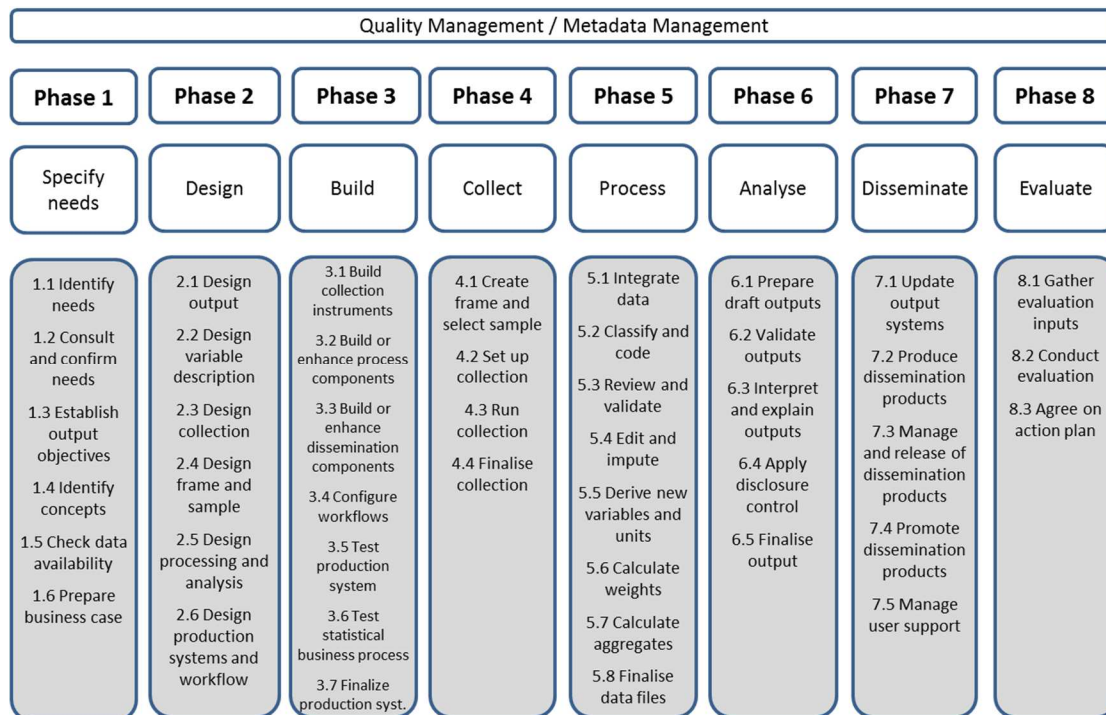 Quality Management / Metadata Management
Phase 1
Phase 2
Phase 3
Phase 4
Phase 5
Phase 6
Phase 7
Phase 8
Specify
needs
Design
Build
Collect
Process
Analyse
Disseminate
Evaluate
1.1 Identify
needs
1.2 Consult
and confirm
needs
1.3 Establish
output
objectives
1.4 Identify
concepts
1.5 Check data
availability
1.6 Prepare
business case
2.1 Design
output
2.2 Design
variable
description
2.3 Design
collection
2.4 Design
frame and
sample
2.5 Design
processing and
analysis
2.6 Design
production
systems and
workflow
3.1 Build
collection
instruments
3.2 Build or
enhance process
components
3.3 Build or
enhance
dissemination
components
3.4 Configure
workflows
3.5 Test
production
system
3.6 Test
statistical
business process
3.7 Finalize
production syst.
4.1 Create
frame and
select sample
4.2 Set up
collection
4.3 Run
collection
4.4 Finalise
collection
5.1 Integrate
data
5.2 Classify and
code
5.3 Review and
validate
5.4 Edit and
impute
5.5 Derive new
variables and
units
5.6 Calculate
weights
5.7 Calculate
aggregates
5.8 Finalise
data files
6.1 Prepare
draft outputs
6.2 Validate
outputs
6.3 Interpret
and explain
outputs
6.4 Apply
disclosure
control
6.5 Finalise
output
7.1 Update
output
systems
7.2 Produce
dissemination
products
7.3 Manage
and release of
dissemination
products
7.4 Promote
dissemination
products
7.5 Manage
user support
8.1 Gather
evaluation
inputs
8.2 Conduct
evaluation
8.3 Agree on
action plan